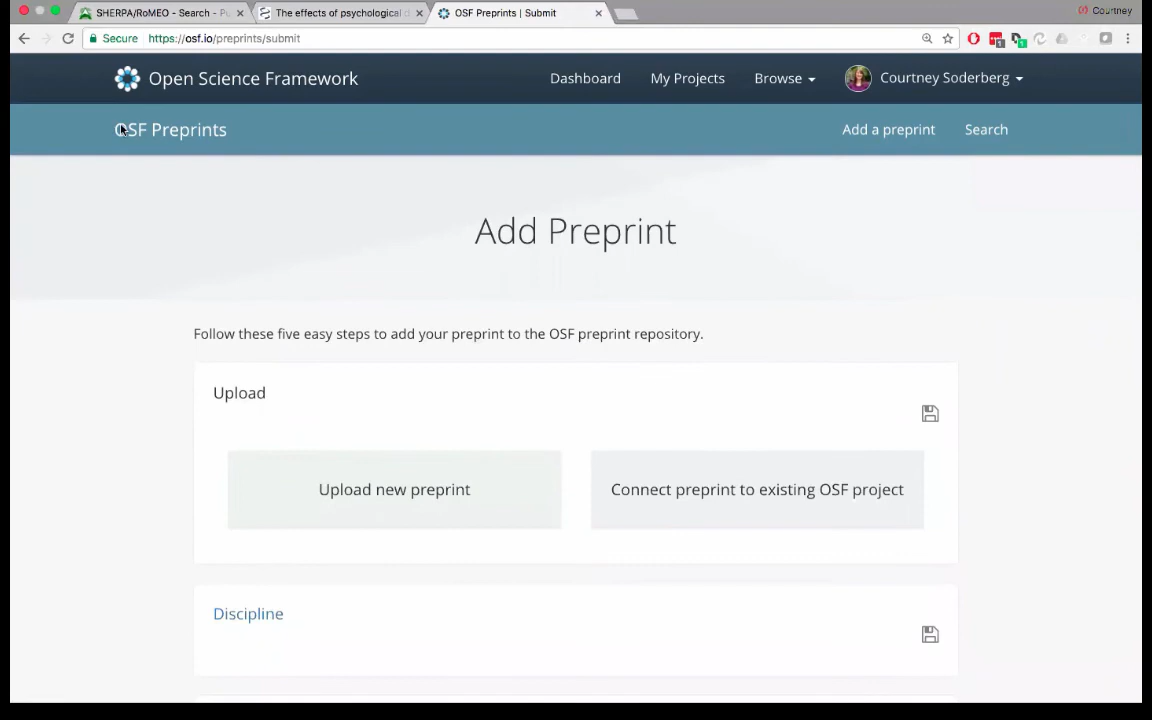 SHERPA/RoMEO - Search - Pu
The effects of psychological d
OSF Preprints | Submit
Courtney
Secure https://osf.io/preprints/submit
Open Science Framework
Dashboard
My Projects
Browse
Courtney Soderberg
OSF Preprints
Add a preprint
Search
Add Preprint
Follow these five easy steps to add your preprint to the OSF preprint repository.
Upload
Upload new preprint
Connect preprint to existing OSF project
Discipline